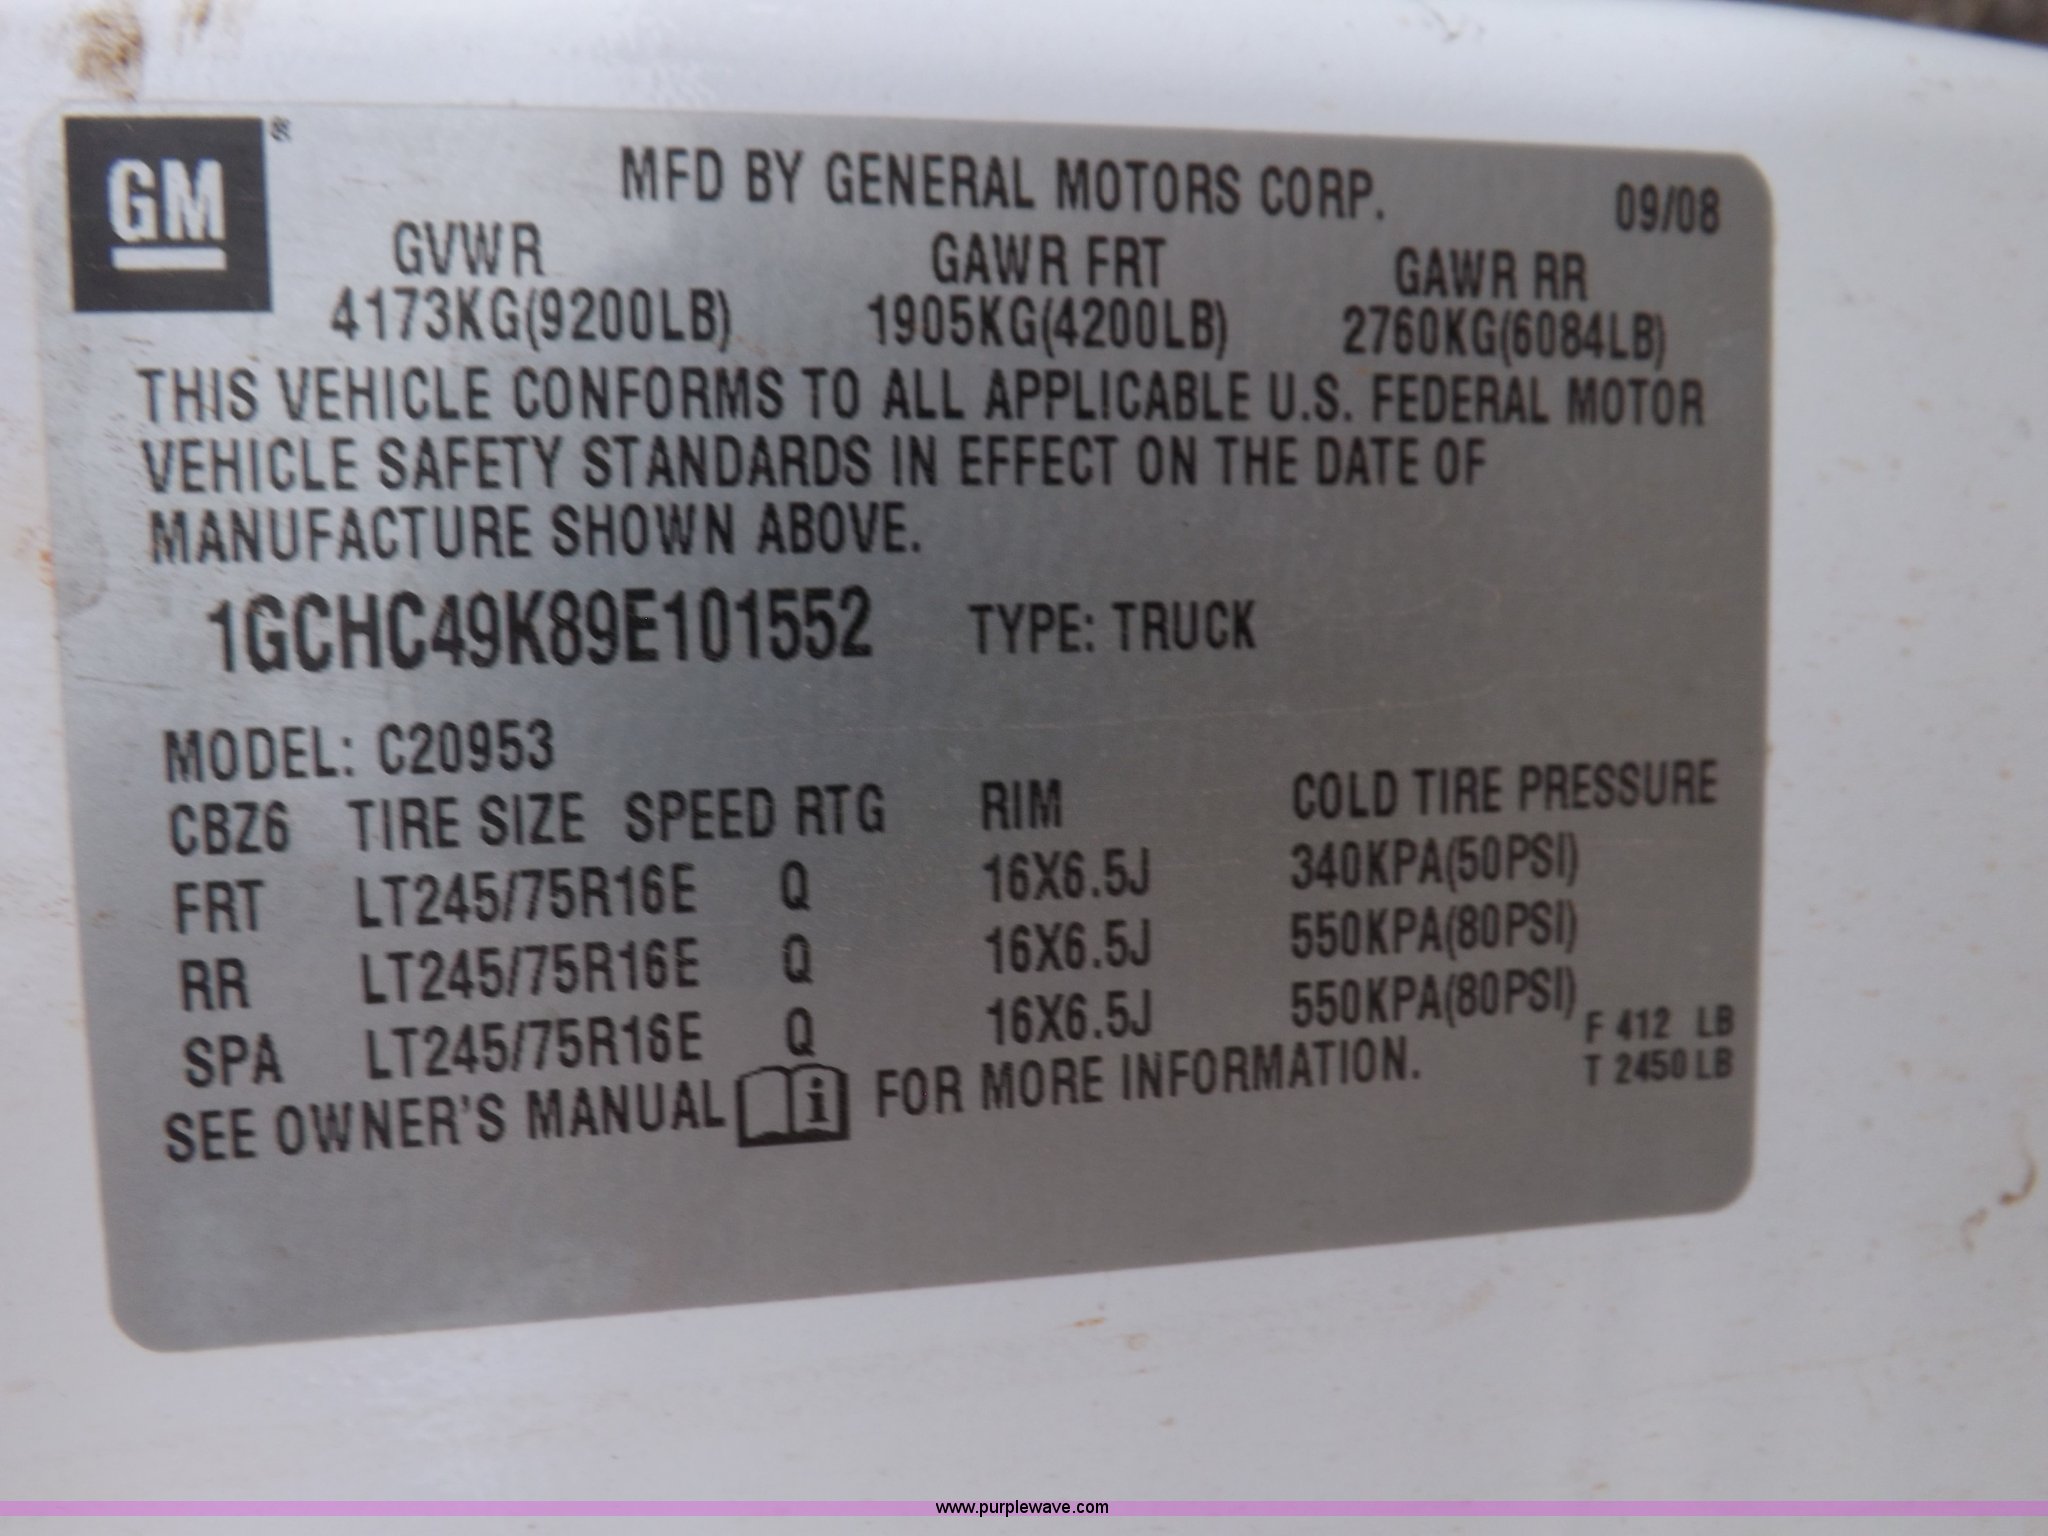 GM ®
MFD BY GENERAL MOTORS CORP. 09/08
GVWR GAWR FRT GAWR RR
4173KG(9200LB) 1905KG(4200LB) 2760KG(6084LB)
THIS VEHICLE CONFORMS TO ALL APPLICABLE U.S. FEDERAL MOTOR
VEHICLE SAFETY STANDARDS IN EFFECT ON THE DATE OF
MANUFACTURE SHOWN ABOVE.
1GCHC49K89E101552 TYPE: TRUCK
MODEL: C20953
CBZ6 TIRE SIZE SPEED RTG RIM COLD TIRE PRESSURE
FRT LT245/75R16E Q 16X6.5J 340KPA(50PSI)
RR LT245/75R16E Q 16X6.5J 550KPA(80PSI)
SPA LT245/75R16E Q 16X6.5J 550KPA(80PSI)
F 412 LB
SEE OWNER'S MANUAL i FOR MORE INFORMATION. T 2450 LB
www.purplewave.com